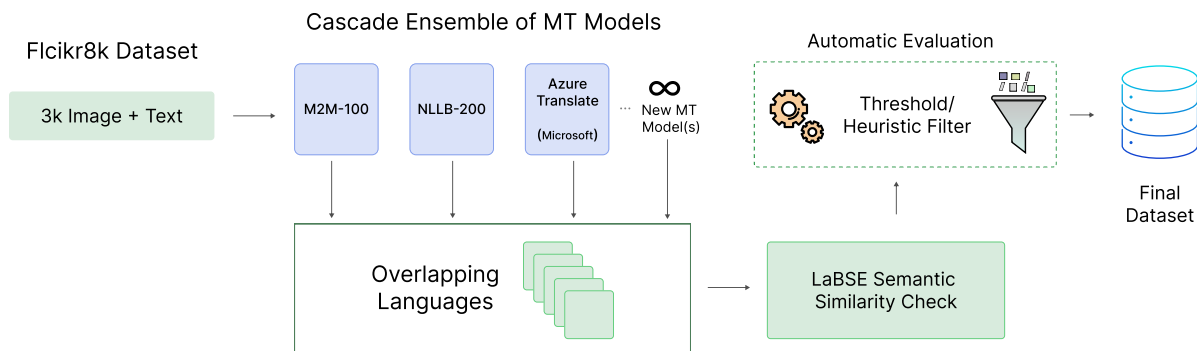 Flcikr8k Dataset
3k Image + Text
Cascade Ensemble of MT Models
M2M-100
NLLB-200
Azure
Translate
(Microsoft)
...
New MT
Model(s)
Overlapping
Languages
LaBSE Semantic
Similarity Check
Automatic Evaluation
Threshold/
Heuristic Filter
Final
Dataset